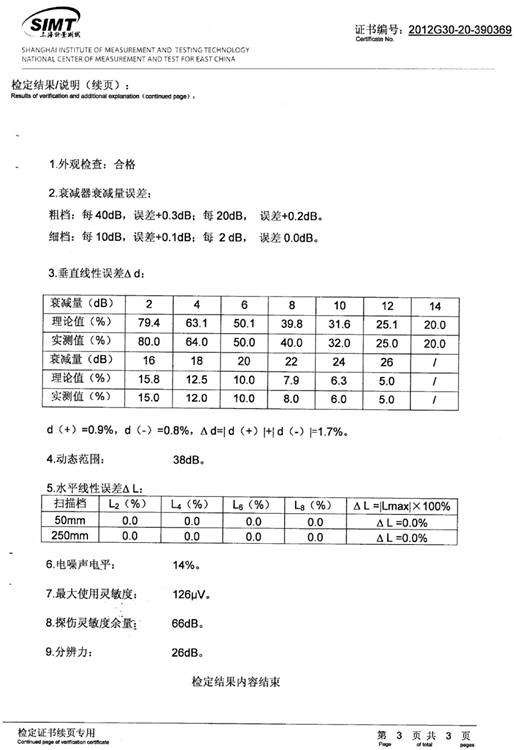 SIMT
上海计量测试
SHANGHAI INSTITUTE OF MEASUREMENT AND TESTING TECHNOLOGY
NATIONAL CENTER OF MEASUREMENT AND TEST FOR EAST CHINA
证书编号：2012G30-20-390369
Certificate No.
检定结果/说明（续页）：
Results of verification and additional explanation (continued page):
1.外观检查：合格
2.衰减器衰减量误差：
粗档：每 40dB，误差+0.3dB；每 20dB， 误差+0.2dB。
细档：每 10dB，误差+0.1dB；每 2 dB， 误差 0.0dB。
3.垂直线性误差Δ d：
衰减量（dB） 2 4 6 8 10 12 14
理论值（%） 79.4 63.1 50.1 39.8 31.6 25.1 20.0
实测值（%） 80.0 64.0 50.0 40.0 32.0 25.0 20.0
衰减量（dB） 16 18 20 22 24 26 /
理论值（%） 15.8 12.5 10.0 7.9 6.3 5.0 /
实测值（%） 15.0 12.0 10.0 8.0 6.0 5.0 /
d（+）=0.9%，d（-）=0.8%，Δ d=| d（+）|+| d（-）|=1.7%。
4.动态范围： 38dB。
5.水平线性误差Δ L：
扫描档 L₂（%） L₄（%） L₆（%） L₈（%） Δ L =|Lmax|×100%
50mm 0.0 0.0 0.0 0.0 Δ L =0.0%
250mm 0.0 0.0 0.0 0.0 Δ L =0.0%
6.电噪声电平： 14%。
7.最大使用灵敏度： 126μV。
8.探伤灵敏度余量： 66dB。
9.分辨力： 26dB。
检定结果内容结束
检定证书续页专用
Continued page of verification certificate
第 3 页 共 3 页
Page of total pages